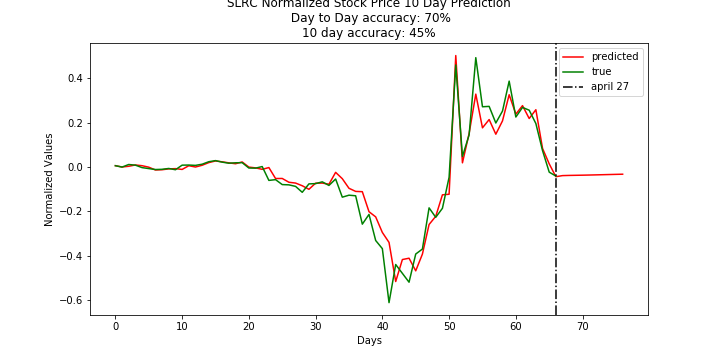 SLRC Normalized Stock Price 10 Day Prediction
Day to Day accuracy: 70%
10 day accuracy: 45%
predicted
true
april 27
Normalized Values
0.4
0.2
0.0
−0.2
−0.4
−0.6
0 10 20 30 40 50 60 70
Days